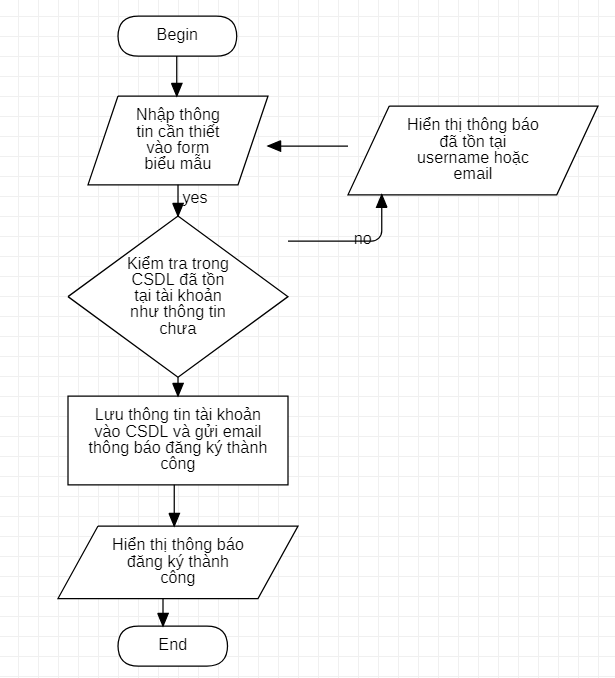 Begin
Nhập thông
tin cần thiết
vào form
biểu mẫu
Hiển thị thông báo
đã tồn tại
username hoặc
email
yes
no
Kiểm tra trong
CSDL đã tồn
tại tài khoản
như thông tin
chưa
Lưu thông tin tài khoản
vào CSDL và gửi email
thông báo đăng ký thành
công
Hiển thị thông báo
đăng ký thành
công
End